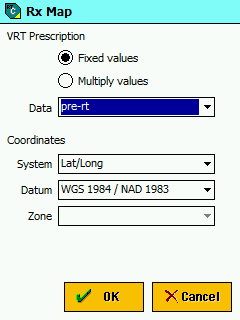 Rx Map
VRT Prescription
Fixed values
Multiply values
Data pre-rt
Coordinates
System Lat/Long
Datum WGS 1984 / NAD 1983
Zone
OK Cancel